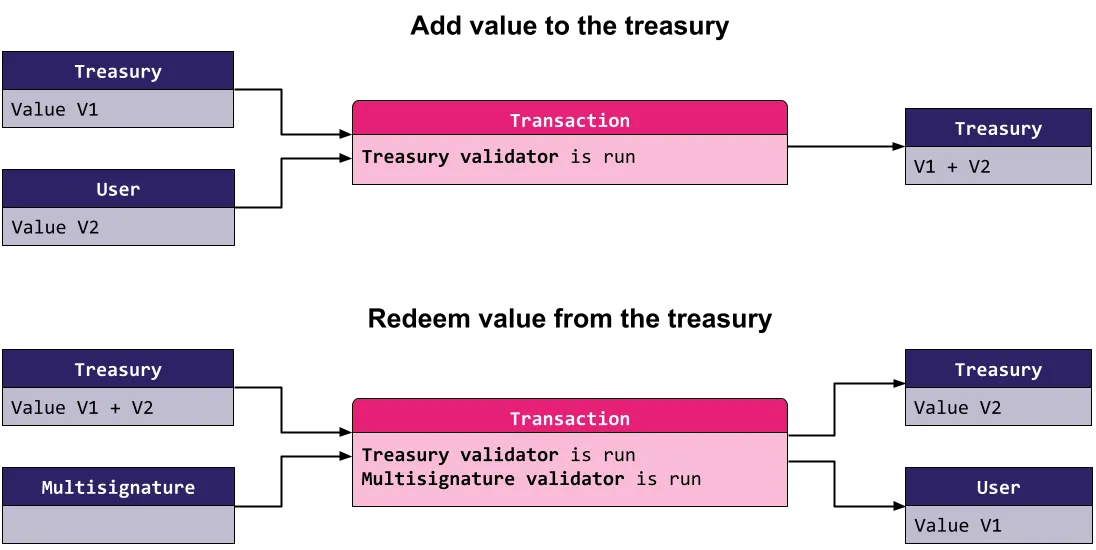 Add value to the treasury
Treasury
Value V1
User
Value V2
Transaction
Treasury validator is run
Treasury
V1 + V2
Redeem value from the treasury
Treasury
Value V1 + V2
Multisignature
Transaction
Treasury validator is run
Multisignature validator is run
Treasury
Value V2
User
Value V1